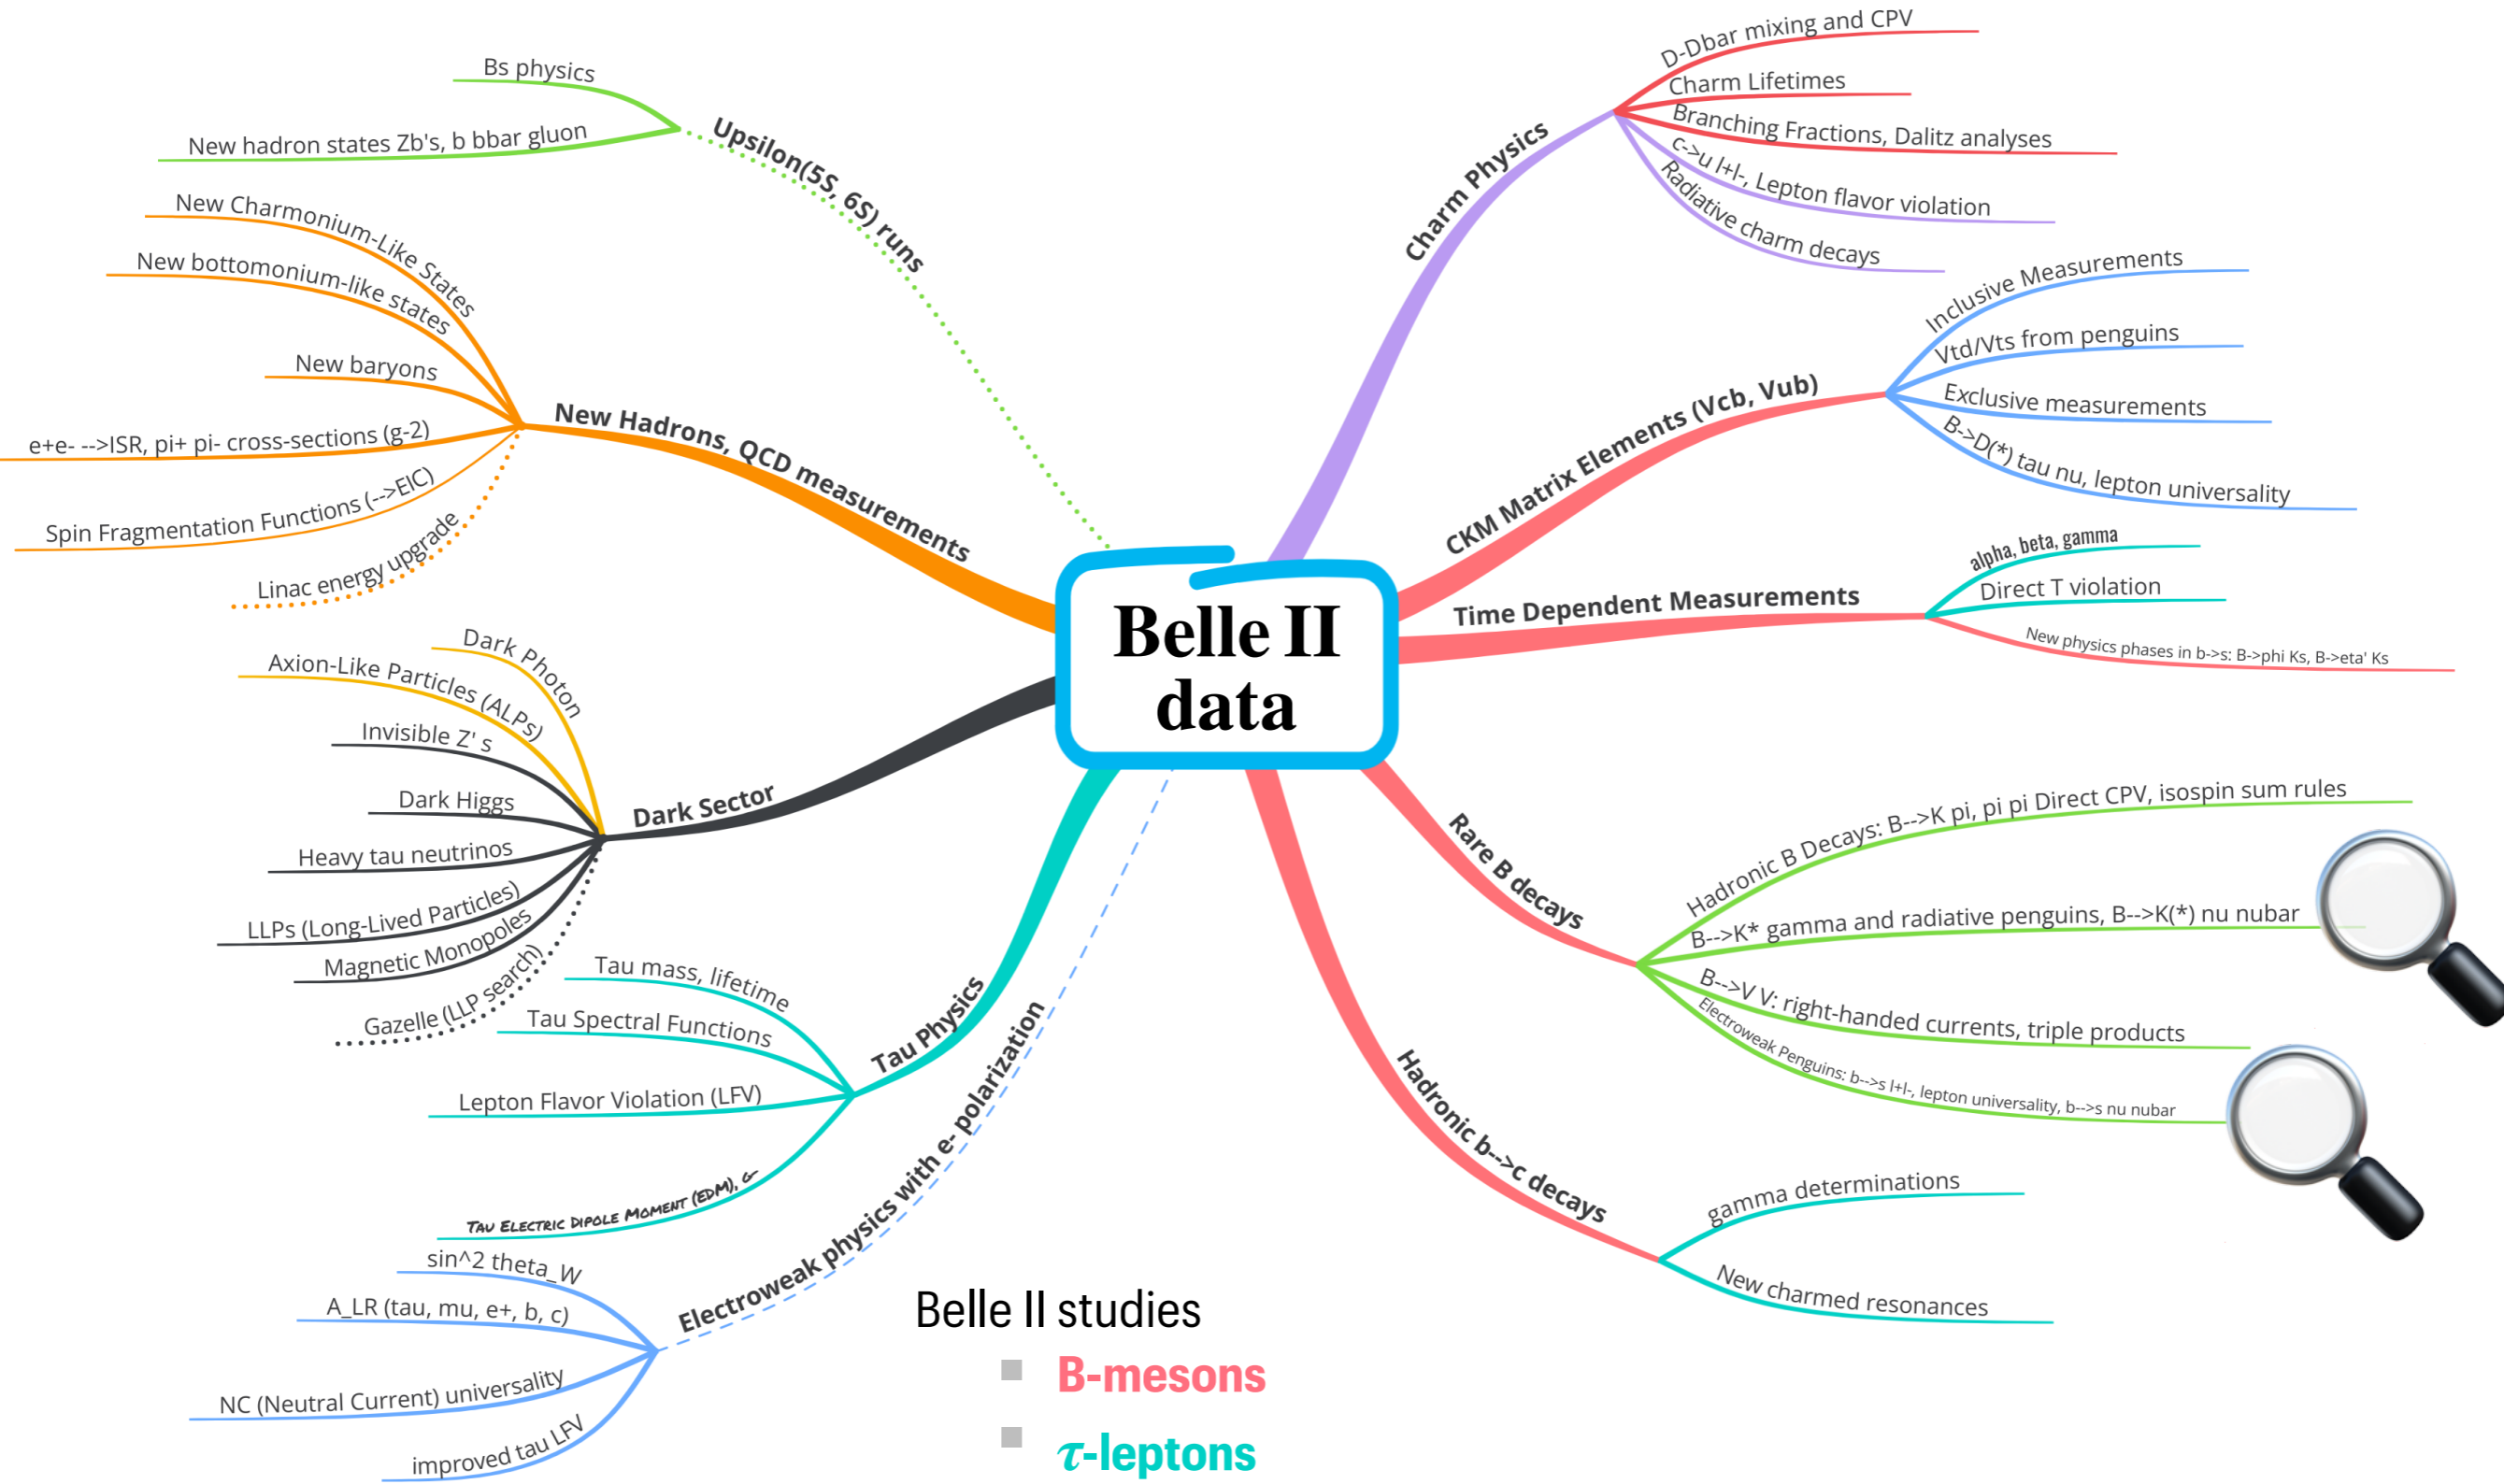 Belle II
data
Upsilon(5S, 6S) runs
Bs physics
New hadron states Zb's, b bbar gluon
New Hadrons, QCD measurements
New Charmonium-Like States
New bottomonium-like states
New baryons
e+e- -->ISR, pi+ pi- cross-sections (g-2)
Spin Fragmentation Functions (-->EIC)
Linac energy upgrade
Dark Sector
Dark Photon
Axion-Like Particles (ALPs)
Invisible Z' s
Dark Higgs
Heavy tau neutrinos
LLPs (Long-Lived Particles)
Magnetic Monopoles
Gazelle (LLP search)
Tau Physics
Tau mass, lifetime
Tau Spectral Functions
Lepton Flavor Violation (LFV)
Tau Electric Dipole Moment (EDM), g-
Electroweak physics with e- polarization
sin^2 theta_W
A_LR (tau, mu, e+, b, c)
NC (Neutral Current) universality
improved tau LFV
Charm Physics
D-Dbar mixing and CPV
Charm Lifetimes
Branching Fractions, Dalitz analyses
c->u l+l-, Lepton flavor violation
Radiative charm decays
CKM Matrix Elements (Vcb, Vub)
Inclusive Measurements
Vtd/Vts from penguins
Exclusive measurements
B->D(*) tau nu, lepton universality
Time Dependent Measurements
alpha, beta, gamma
Direct T violation
New physics phases in b->s: B->phi Ks, B->eta' Ks
Rare B decays
Hadronic B Decays: B-->K pi, pi pi Direct CPV, isospin sum rules
B-->K* gamma and radiative penguins, B-->K(*) nu nubar
B-->V V: right-handed currents, triple products
Electroweak Penguins: b-->s l+l-, lepton universality, b-->s nu nubar
Hadronic b-->c decays
gamma determinations
New charmed resonances
Belle II studies
B-mesons
τ-leptons